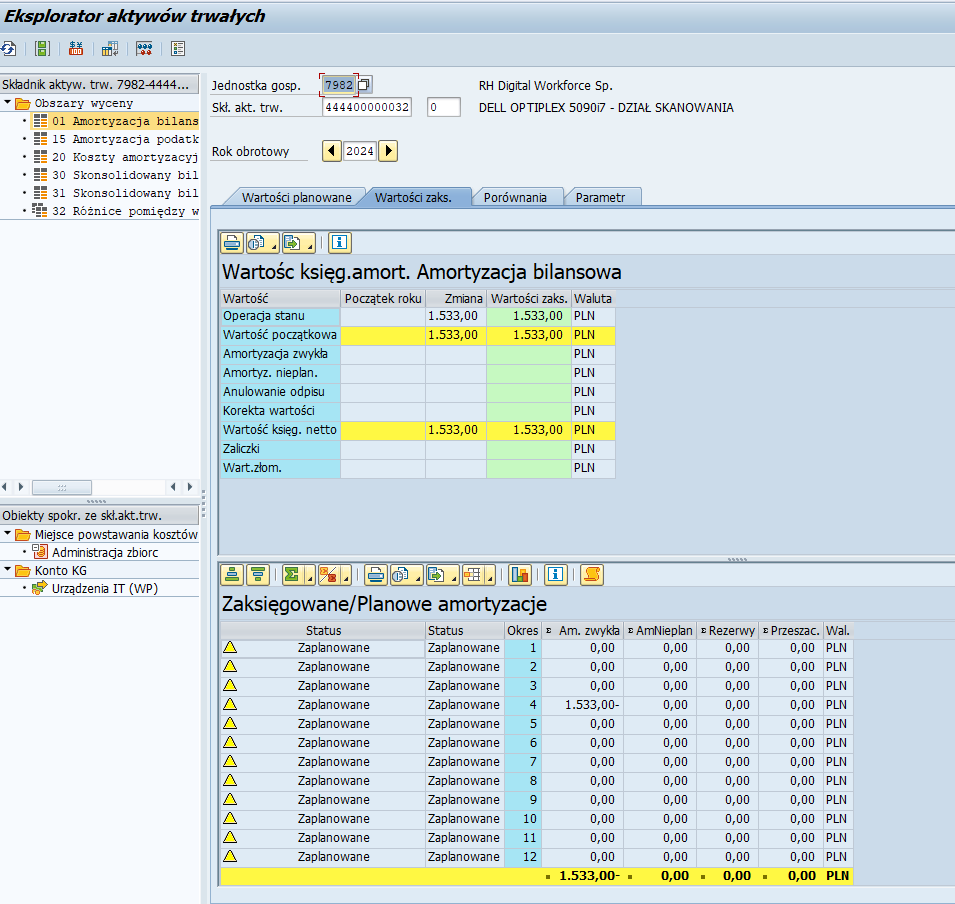 Eksplorator aktywów trwałych
Składnik aktyw. trw. 7982-4444...
Obszary wyceny
01 Amortyzacja bilans
15 Amortyzacja podatk
20 Koszty amortyzacyj
30 Skonsolidowany bil
31 Skonsolidowany bil
32 Różnice pomiędzy w
Obiekty spokr. ze skł.akt.trw.
Miejsce powstawania kosztów
Administracja zbiorc
Konto KG
Urządzenia IT (WP)
Jednostka gosp. 7982 RH Digital Workforce Sp.
Skł. akt. trw. 444400000032 0 DELL OPTIPLEX 5090i7 - DZIAŁ SKANOWANIA
Rok obrotowy 2024
Wartości planowane Wartości zaks. Porównania Parametr
Wartośc księg.amort. Amortyzacja bilansowa
Wartość Początek roku Zmiana Wartości zaks. Waluta
Operacja stanu 1.533,00 1.533,00 PLN
Wartość początkowa 1.533,00 1.533,00 PLN
Amortyzacja zwykła PLN
Amortyz. nieplan. PLN
Anulowanie odpisu PLN
Korekta wartości PLN
Wartość księg. netto 1.533,00 1.533,00 PLN
Zaliczki PLN
Wart.złom. PLN
Zaksięgowane/Planowe amortyzacje
Status Status Okres Σ Am. zwykła Σ AmNieplan Σ Rezerwy Σ Przeszac. Wal.
Zaplanowane Zaplanowane 1 0,00 0,00 0,00 0,00 PLN
Zaplanowane Zaplanowane 2 0,00 0,00 0,00 0,00 PLN
Zaplanowane Zaplanowane 3 0,00 0,00 0,00 0,00 PLN
Zaplanowane Zaplanowane 4 1.533,00- 0,00 0,00 0,00 PLN
Zaplanowane Zaplanowane 5 0,00 0,00 0,00 0,00 PLN
Zaplanowane Zaplanowane 6 0,00 0,00 0,00 0,00 PLN
Zaplanowane Zaplanowane 7 0,00 0,00 0,00 0,00 PLN
Zaplanowane Zaplanowane 8 0,00 0,00 0,00 0,00 PLN
Zaplanowane Zaplanowane 9 0,00 0,00 0,00 0,00 PLN
Zaplanowane Zaplanowane 10 0,00 0,00 0,00 0,00 PLN
Zaplanowane Zaplanowane 11 0,00 0,00 0,00 0,00 PLN
Zaplanowane Zaplanowane 12 0,00 0,00 0,00 0,00 PLN
1.533,00- 0,00 0,00 0,00 PLN